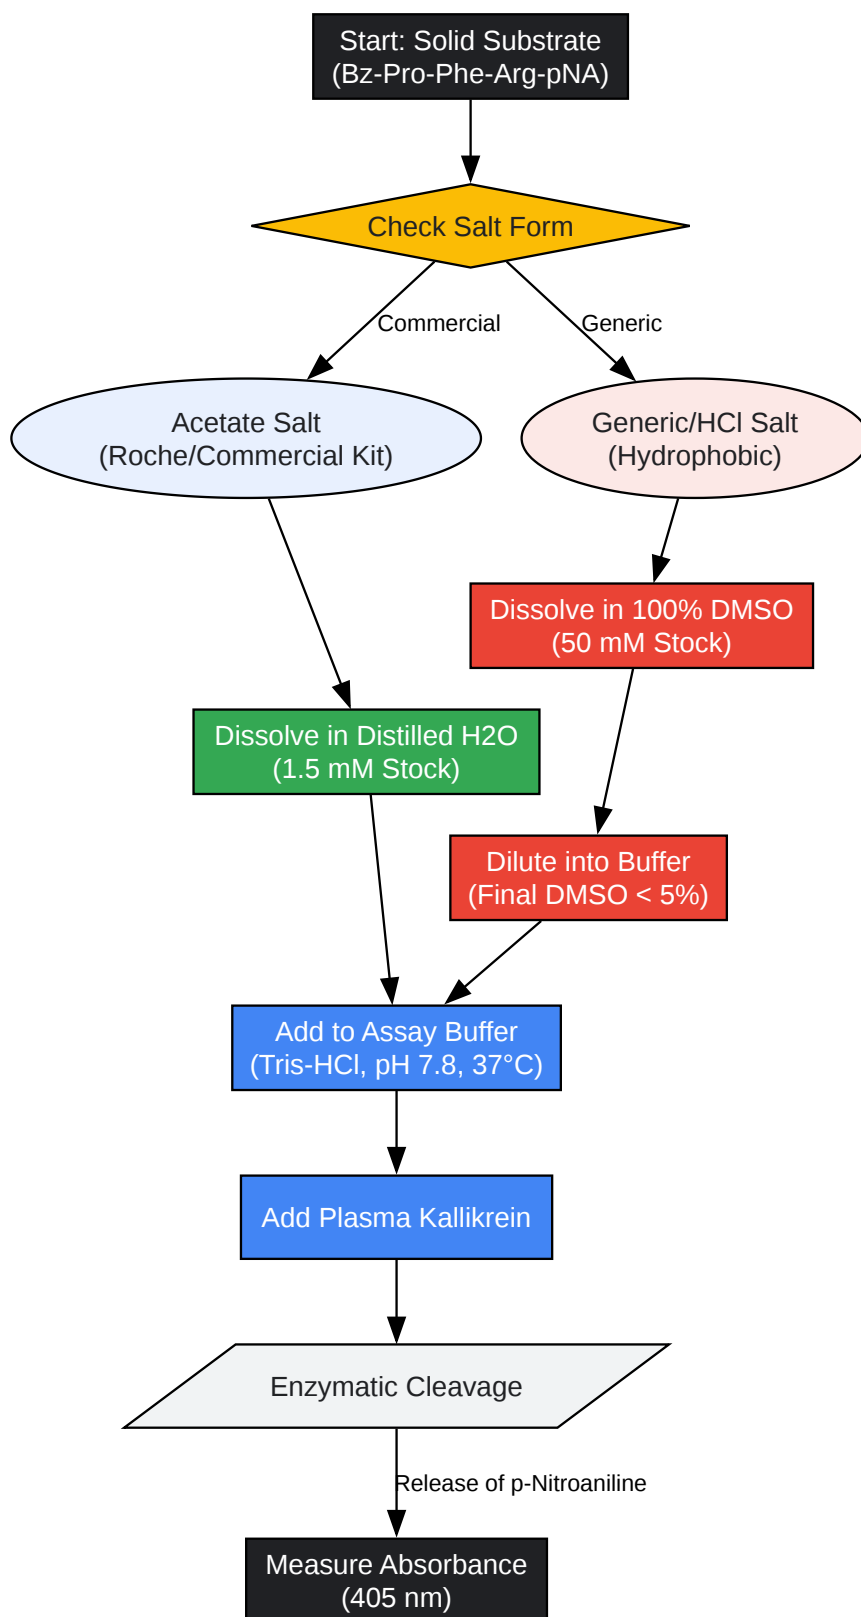 Start: Solid Substrate
(Bz-Pro-Phe-Arg-pNA)
Check Salt Form
Commercial
Generic
Acetate Salt
(Roche/Commercial Kit)
Generic/HCl Salt
(Hydrophobic)
Dissolve in 100% DMSO
(50 mM Stock)
Dissolve in Distilled H2O
(1.5 mM Stock)
Dilute into Buffer
(Final DMSO < 5%)
Add to Assay Buffer
(Tris-HCl, pH 7.8, 37°C)
Add Plasma Kallikrein
Enzymatic Cleavage
Release of p-Nitroaniline
Measure Absorbance
(405 nm)